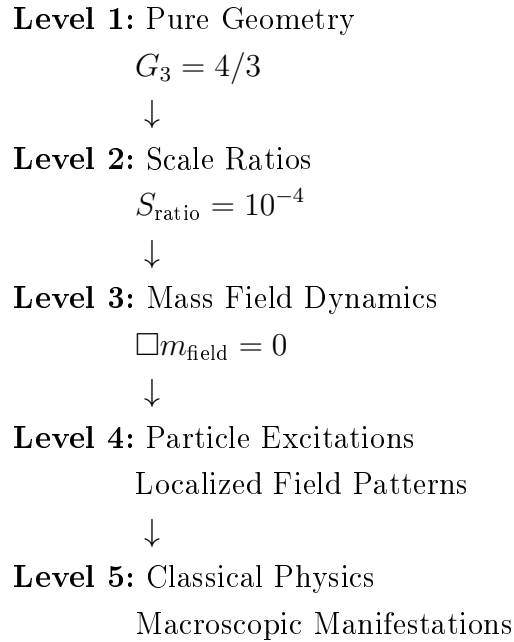 Level 1: Pure Geometry
G₃ = 4/3
↓
Level 2: Scale Ratios
S_ratio = 10⁻⁴
↓
Level 3: Mass Field Dynamics
□m_field = 0
↓
Level 4: Particle Excitations
Localized Field Patterns
↓
Level 5: Classical Physics
Macroscopic Manifestations